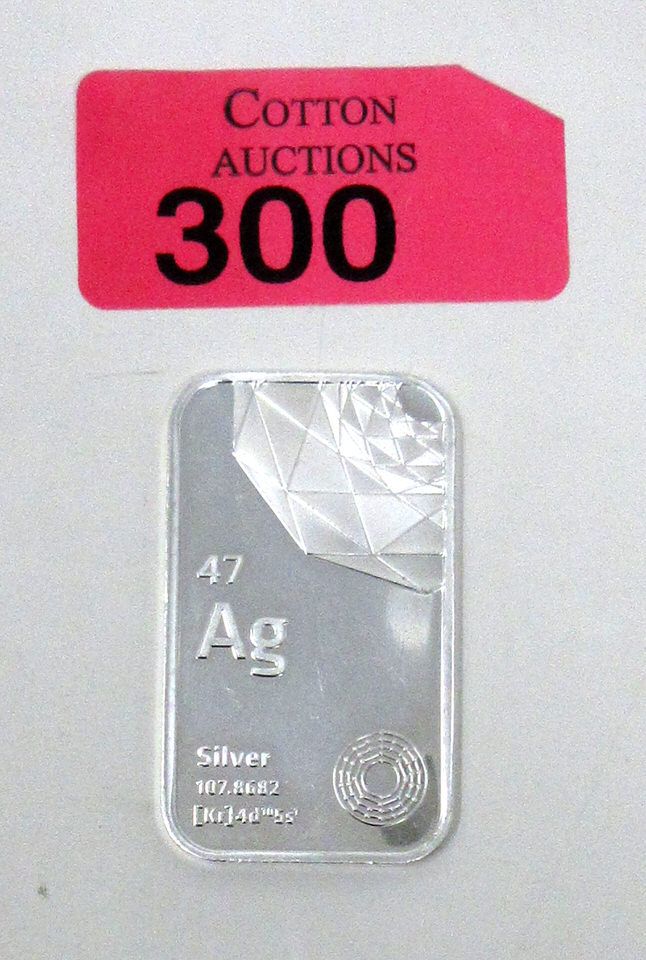 COTTON
AUCTIONS
300
47
Ag
Silver
107.8682
[Kr]4d¹⁰5s¹